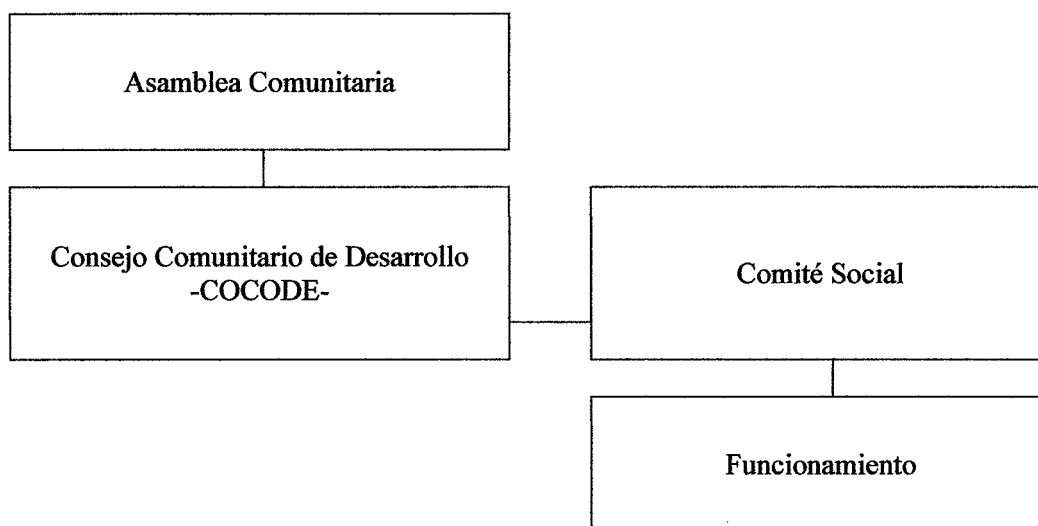 Asamblea Comunitaria
Consejo Comunitario de Desarrollo
-COCODE-
Comité Social
Funcionamiento